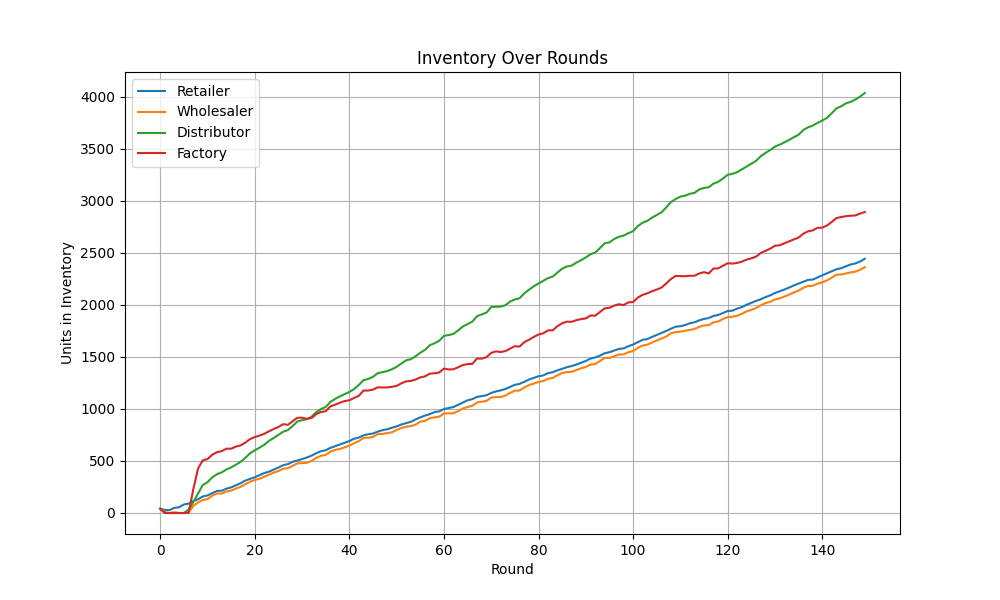 Inventory Over Rounds
Retailer
Wholesaler
Distributor
Factory
Units in Inventory
4000
3500
3000
2500
2000
1500
1000
500
0
0 20 40 60 80 100 120 140
Round